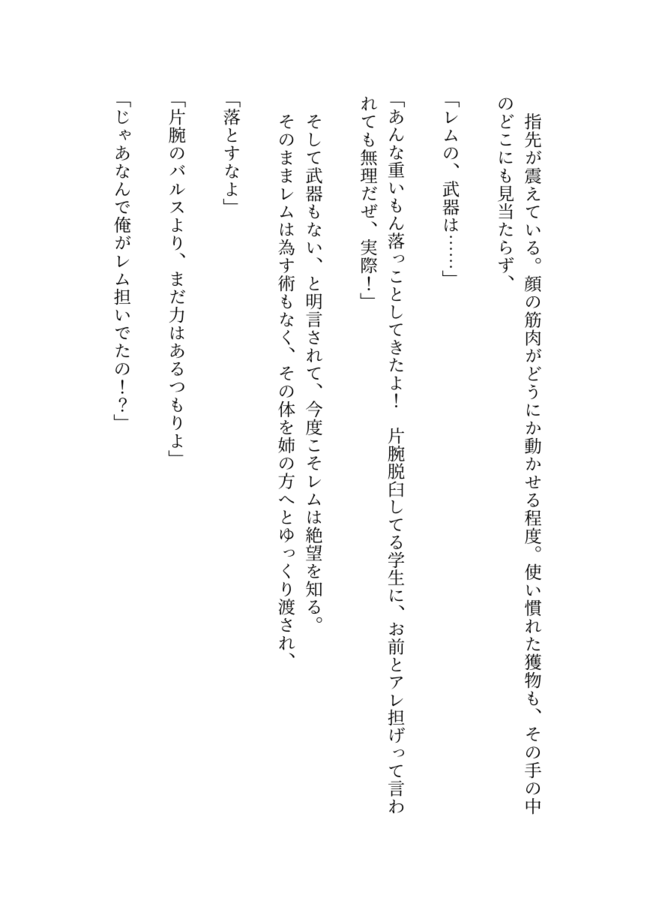 指先が震えている。顔の筋肉がどうにか動かせる程度。使い慣れた獲物も、その手の中
のどこにも見当たらず、
「レムの、武器は……」
「あんな重いもん落っことしてきたよ！　片腕脱臼してる学生に、お前とアレ担げって言わ
れても無理だぜ、実際！」
　そして武器もない、と明言されて、今度こそレムは絶望を知る。
　そのままレムは為す術もなく、その体を姉の方へとゆっくり渡され、
「落とすなよ」
「片腕のバルスより、まだ力はあるつもりよ」
「じゃあなんで俺がレム担いでたの！？」